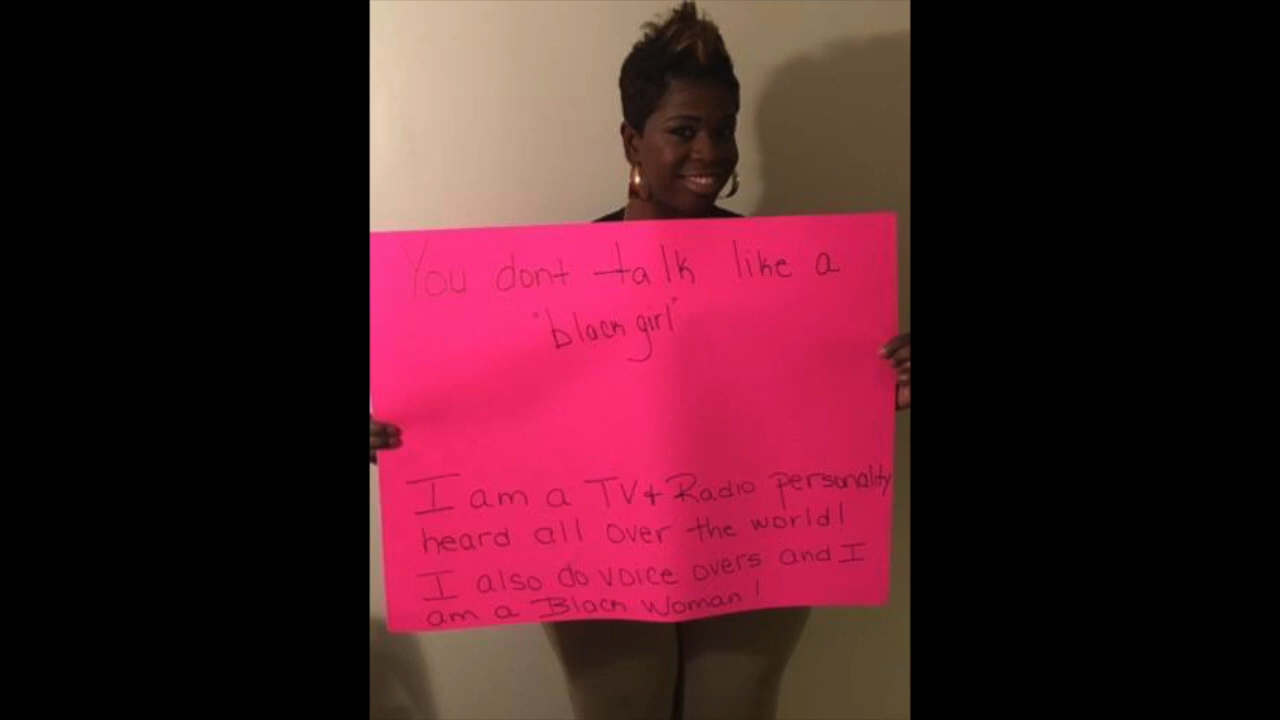 You dont talk like a
"black girl"
I am a TV & Radio personality
heard all over the world!
I also do voice overs and I
am a Black Woman!